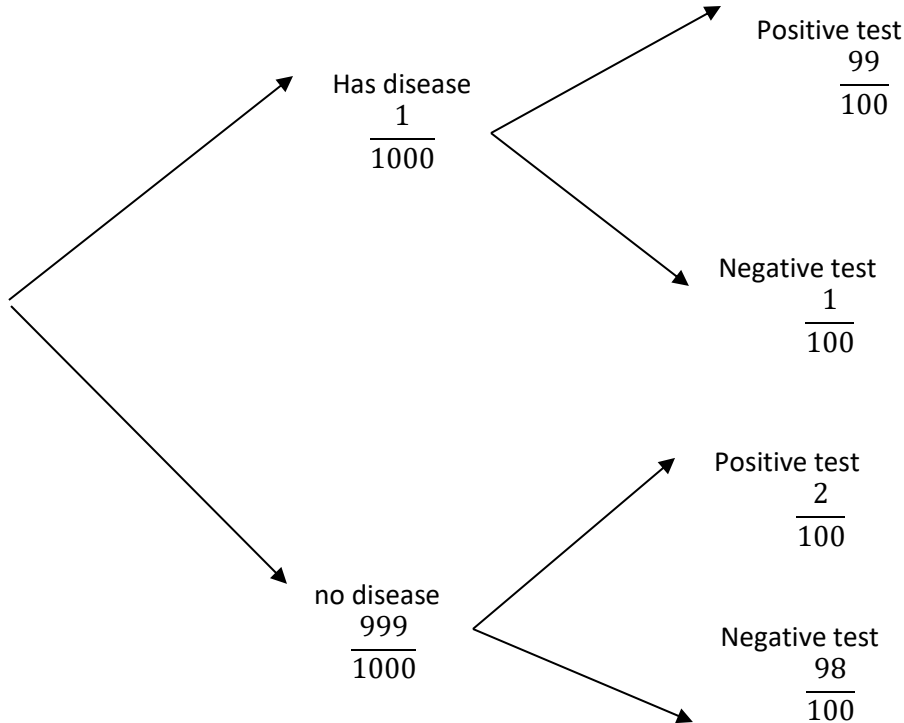 Positive test
99
100
Has disease
1
1000
Negative test
1
100
Positive test
2
100
no disease
999
1000
Negative test
98
100